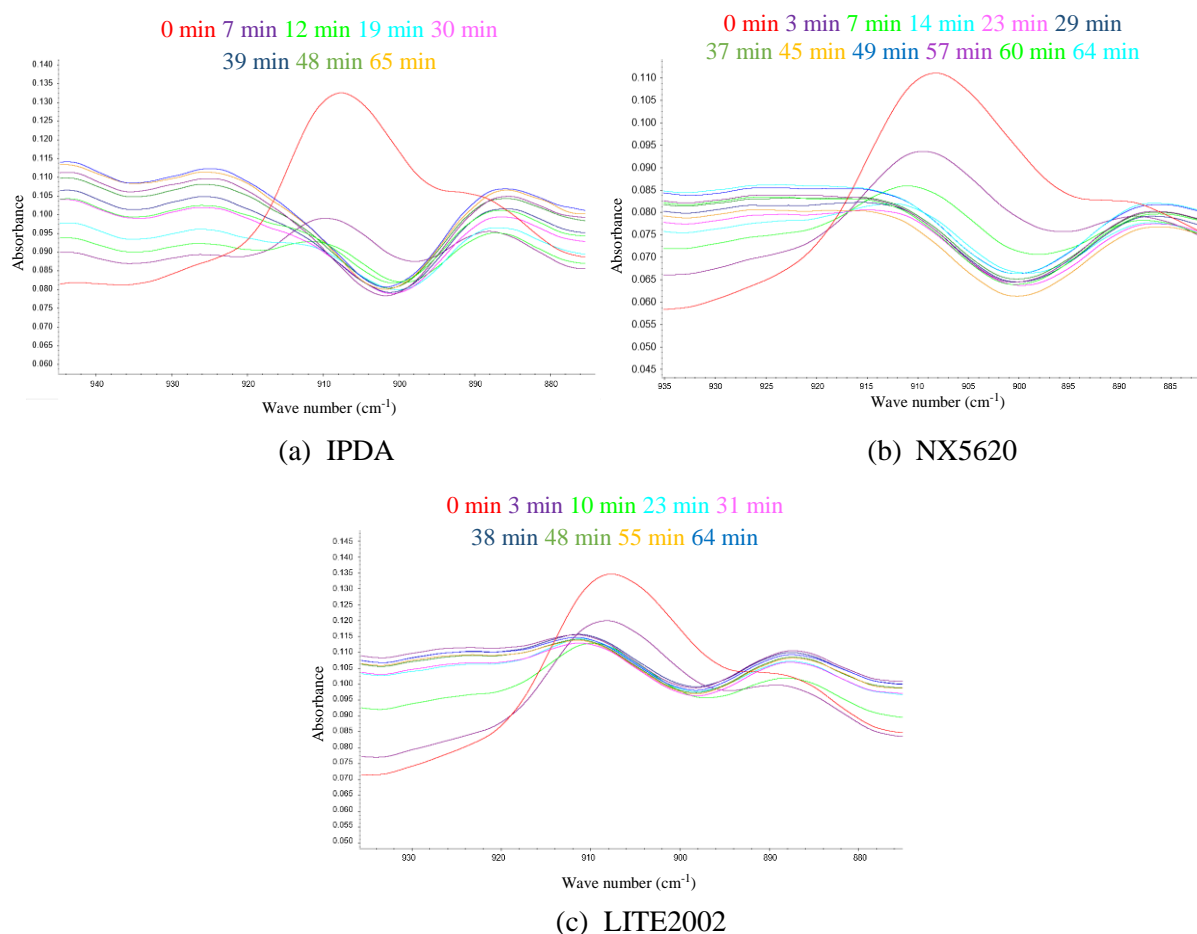 0 min 7 min 12 min 19 min 30 min
39 min 48 min 65 min
0.140
0.135
0.130
0.125
0.120
0.115
0.110
0.105
0.100
0.095
0.090
0.085
0.080
0.075
0.070
0.065
0.060
Absorbance
940 930 920 910 900 890 880
Wave number (cm⁻¹)
(a) IPDA
0 min 3 min 7 min 14 min 23 min 29 min
37 min 45 min 49 min 57 min 60 min 64 min
0.110
0.105
0.100
0.095
0.090
0.085
0.080
0.075
0.070
0.065
0.060
0.055
0.050
0.045
Absorbance
935 930 925 920 915 910 905 900 895 890 885
Wave number (cm⁻¹)
(b) NX5620
0 min 3 min 10 min 23 min 31 min
38 min 48 min 55 min 64 min
0.145
0.140
0.135
0.130
0.125
0.120
0.115
0.110
0.105
0.100
0.095
0.090
0.085
0.080
0.075
0.070
0.065
0.060
0.055
0.050
Absorbance
930 920 910 900 890 880
Wave number (cm⁻¹)
(c) LITE2002